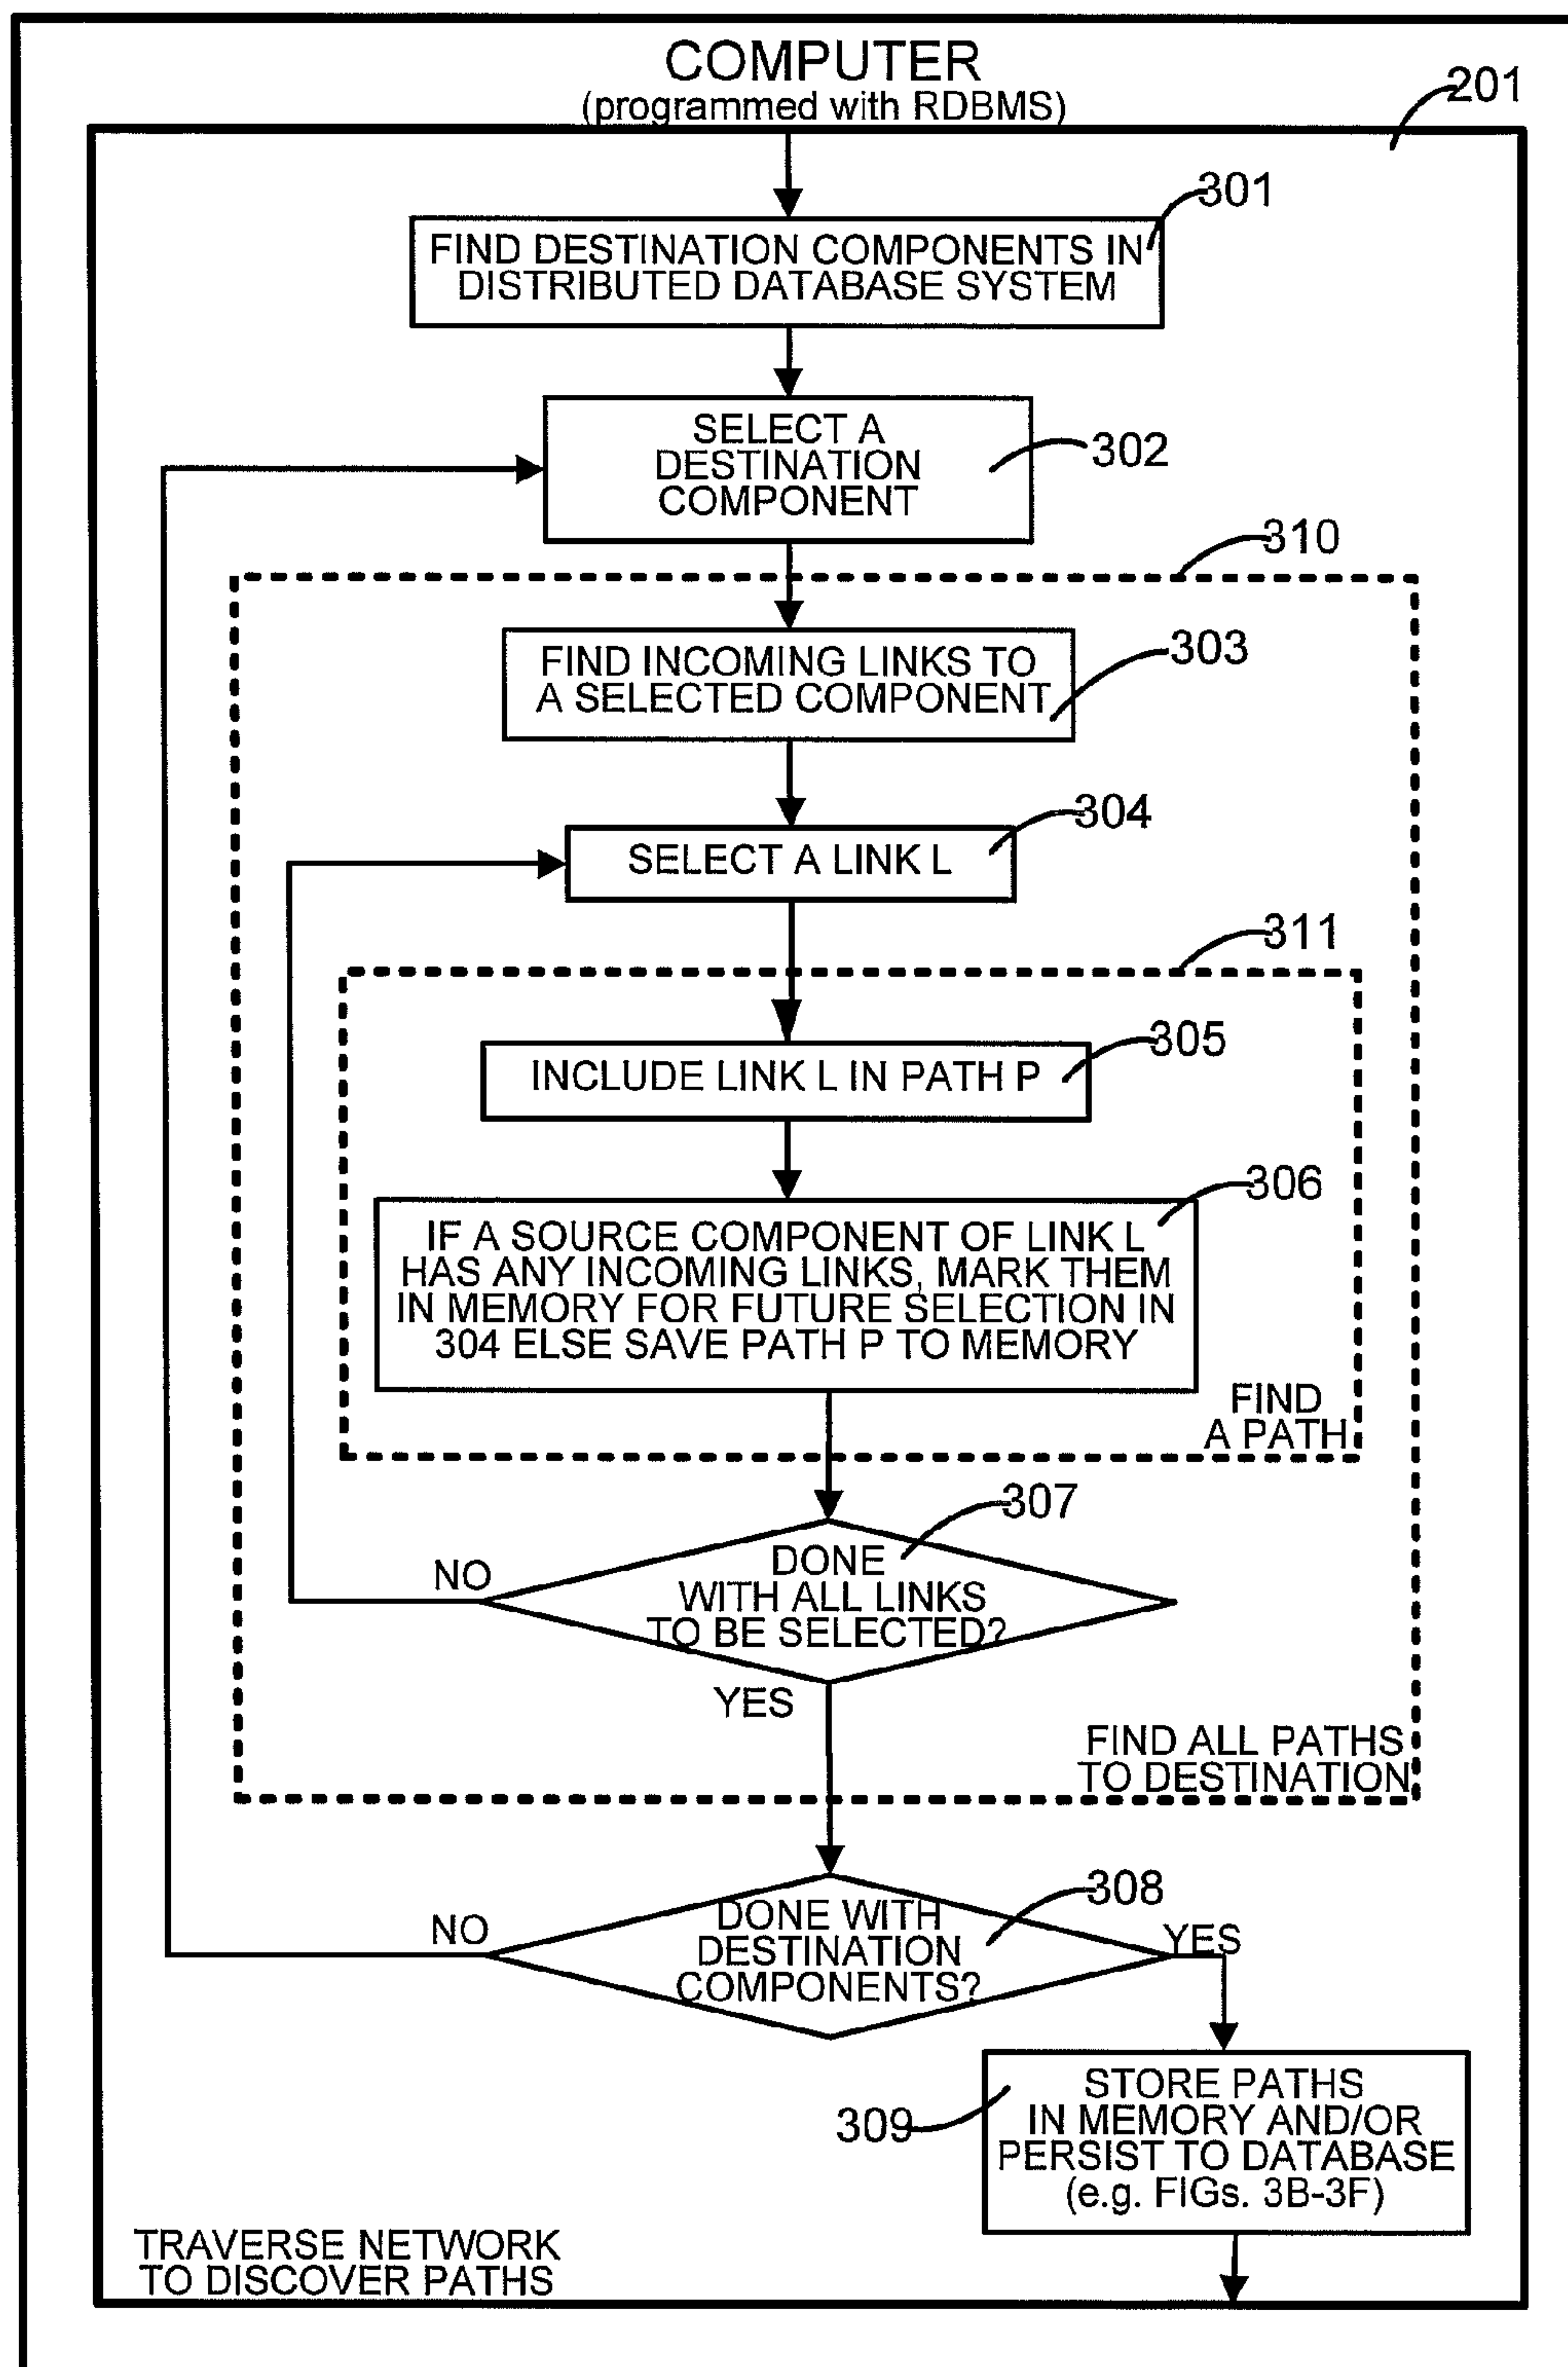 COMPUTER
(programmed with RDBMS)
201
301
FIND DESTINATION COMPONENTS IN
DISTRIBUTED DATABASE SYSTEM
SELECT A
DESTINATION
COMPONENT
302
310
FIND INCOMING LINKS TO
A SELECTED COMPONENT
303
304
SELECT A LINK L
311
305
INCLUDE LINK L IN PATH P
306
IF A SOURCE COMPONENT OF LINK L
HAS ANY INCOMING LINKS, MARK THEM
IN MEMORY FOR FUTURE SELECTION IN
304 ELSE SAVE PATH P TO MEMORY
FIND
A PATH
307
NO
DONE
WITH ALL LINKS
TO BE SELECTED?
YES
FIND ALL PATHS
TO DESTINATION
308
NO
DONE WITH
DESTINATION
COMPONENTS?
YES
309
STORE PATHS
IN MEMORY AND/OR
PERSIST TO DATABASE
(e.g. FIGs. 3B-3F)
TRAVERSE NETWORK
TO DISCOVER PATHS